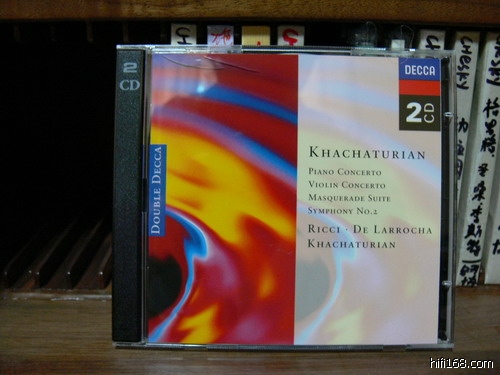 2
CD
DECCA
2 CD
DOUBLE DECCA
KHACHATURIAN
PIANO CONCERTO
VIOLIN CONCERTO
MASQUERADE SUITE
SYMPHONY NO.2
RICCI · DE LARROCHA
KHACHATURIAN
CHESKY
hifi168.com